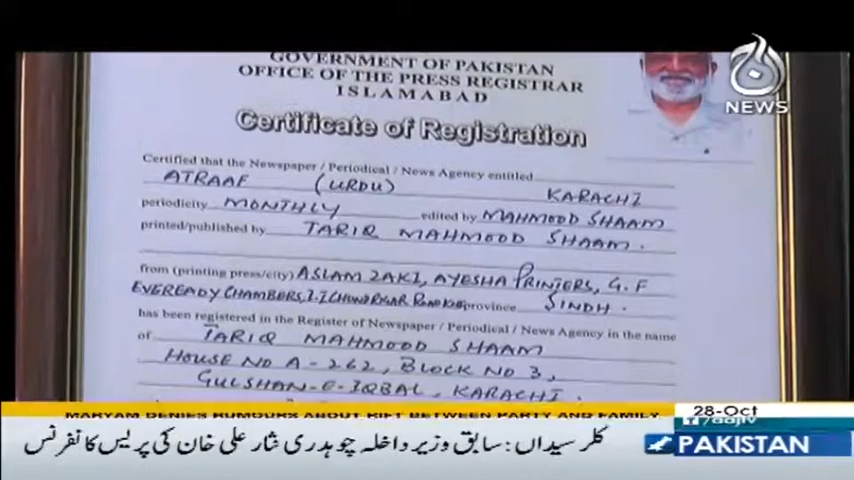 GOVERNMENT OF PAKISTAN
OFFICE OF THE PRESS REGISTRAR
ISLAMABAD
Certificate of Registration
آج
NEWS
Certified that the Newspaper / Periodical / News Agency entitled
ATRAAF (URDU) KARACHI
periodicity MONTHLY edited by MAHMOOD SHAAM
printed/published by TARIQ MAHMOOD SHAAM.
from (printing press/city) ASLAM ZAKI, AYESHA PRINTERS, G.F
EVEREADY CHAMBERS, I.I CHUNDRIGAR ROAD province SINDH.
has been registered in the Register of Newspaper / Periodical / News Agency in the name
of TARIQ MAHMOOD SHAAM
HOUSE NO A-262, BLOCK NO 3,
GULSHAN-E-IQBAL, KARACHI.
MARYAM DENIES RUMOURS ABOUT RIFT BETWEEN PARTY AND FAMILY
28-Oct
/aajtv
کلر سیداں: سابق وزیر داخلہ چوہدری نثار علی خان کی پریس کانفرنس
PAKISTAN